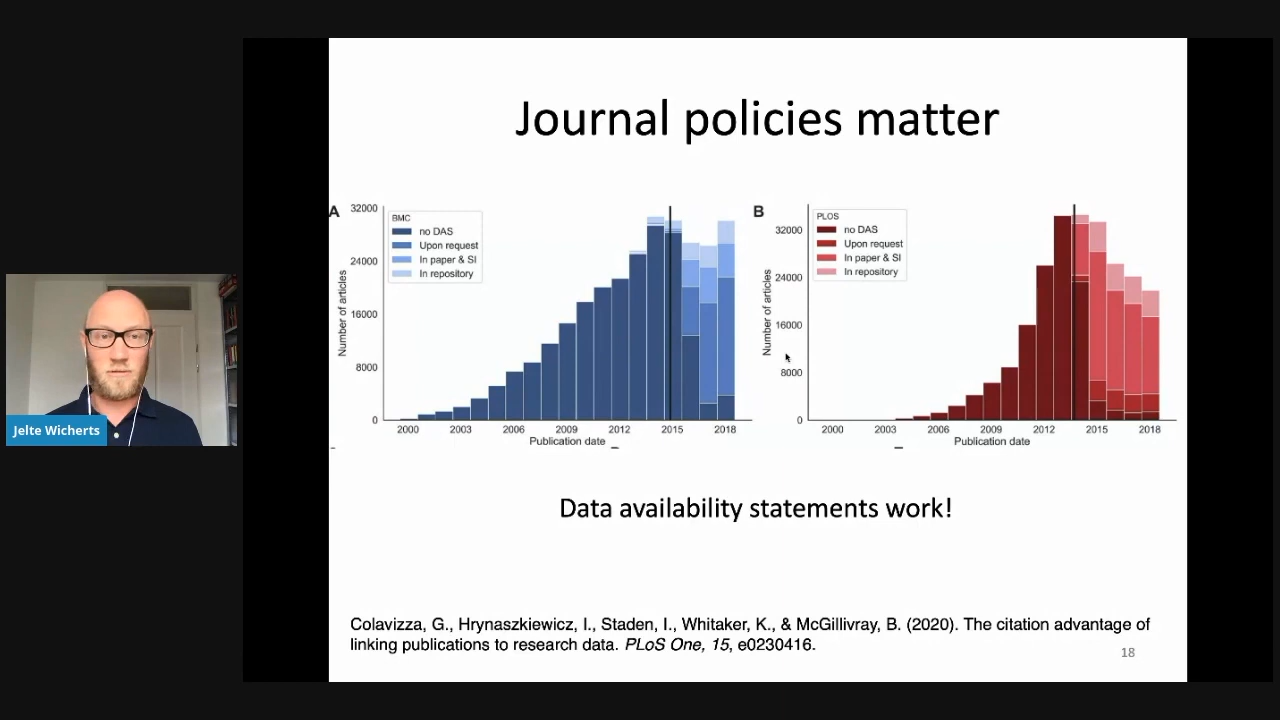 Journal policies matter
A
BMC
no DAS
Upon request
In paper & SI
In repository
Number of articles
32000
24000
16000
8000
0
2000 2003 2006 2009 2012 2015 2018
Publication date
B
PLOS
no DAS
Upon request
In paper & SI
In repository
Number of articles
32000
24000
16000
8000
0
2000 2003 2006 2009 2012 2015 2018
Publication date
Jelte Wicherts
Data availability statements work!
Colavizza, G., Hrynaszkiewicz, I., Staden, I., Whitaker, K., & McGillivray, B. (2020). The citation advantage of
linking publications to research data. PLoS One, 15, e0230416.
18